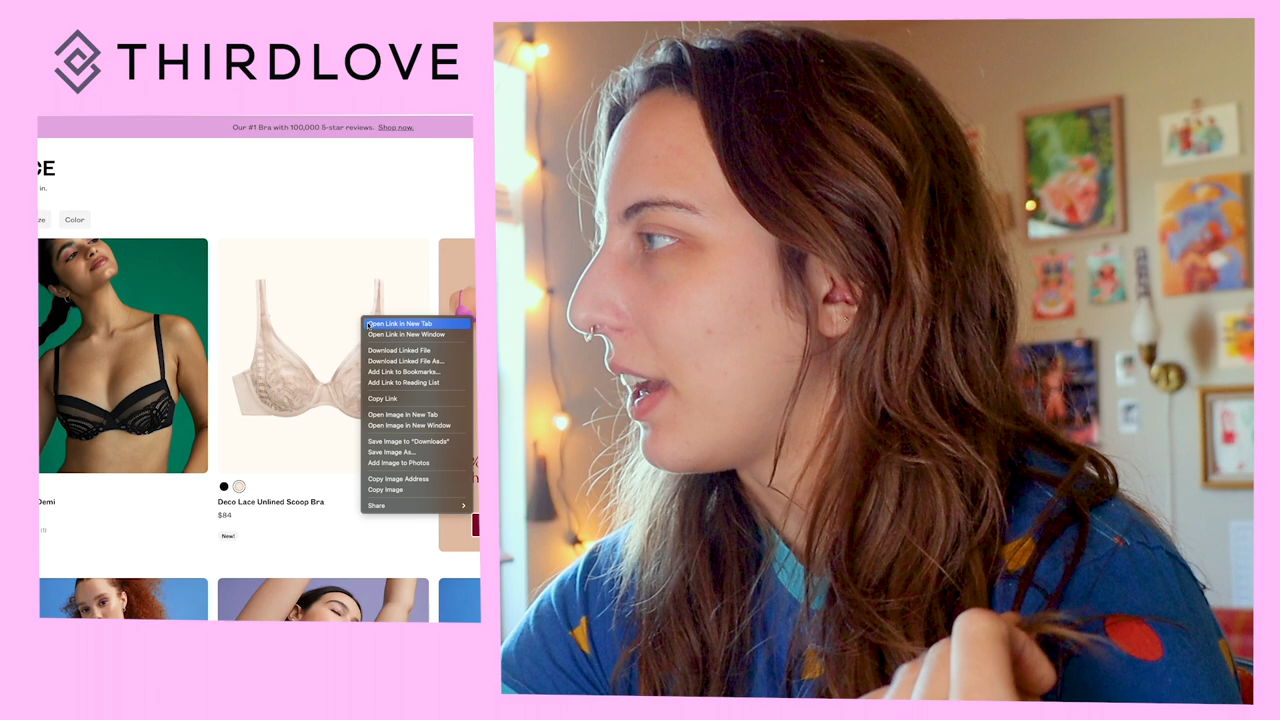 THIRDLOVE
Our #1 Bra with 100,000 5-star reviews. Shop now.
CE
in.
ze
Color
Open Link in New Tab
Open Link in New Window
Download Linked File
Download Linked File As...
Add Link to Bookmarks...
Add Link to Reading List
Copy Link
Open Image in New Tab
Open Image in New Window
Save Image to "Downloads"
Save Image As...
Add Image to Photos
Copy Image Address
Copy Image
Share
Demi
Deco Lace Unlined Scoop Bra
$84
(1)
New!